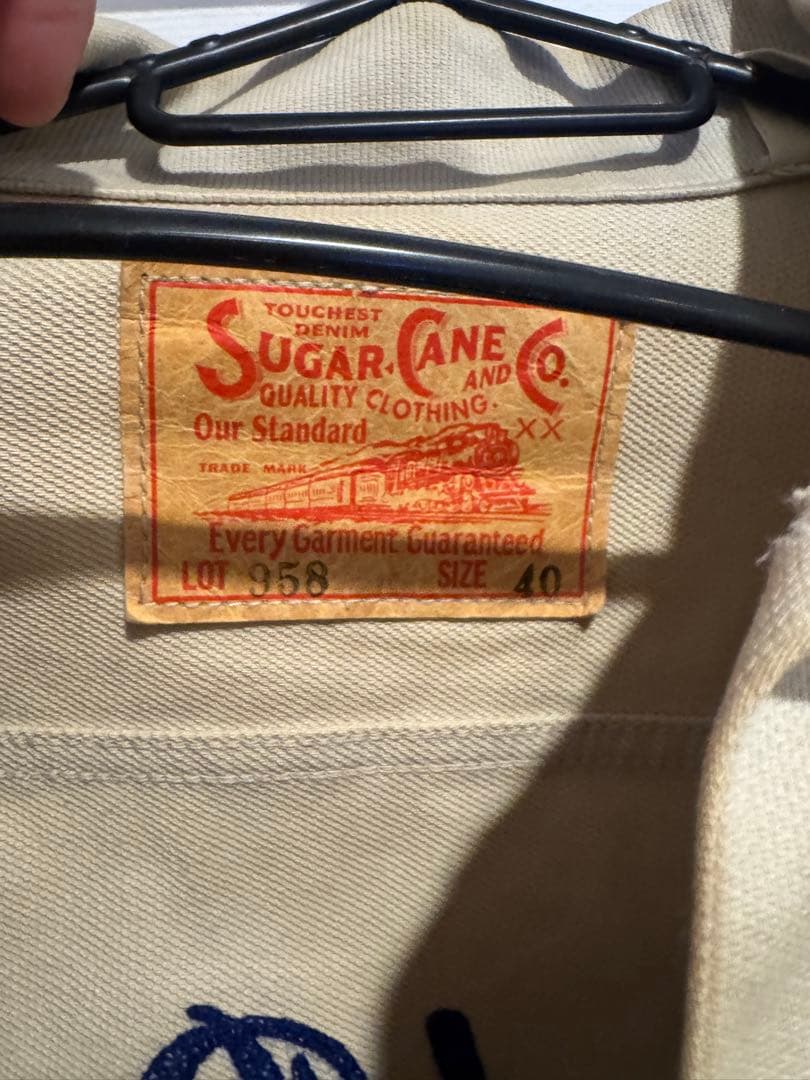 TOUCHEST
DENIM
SUGAR CANE CO.
AND
QUALITY CLOTHING.
Our Standard XX
TRADE MARK
Every Garment Guaranteed
LOT 958 SIZE 40